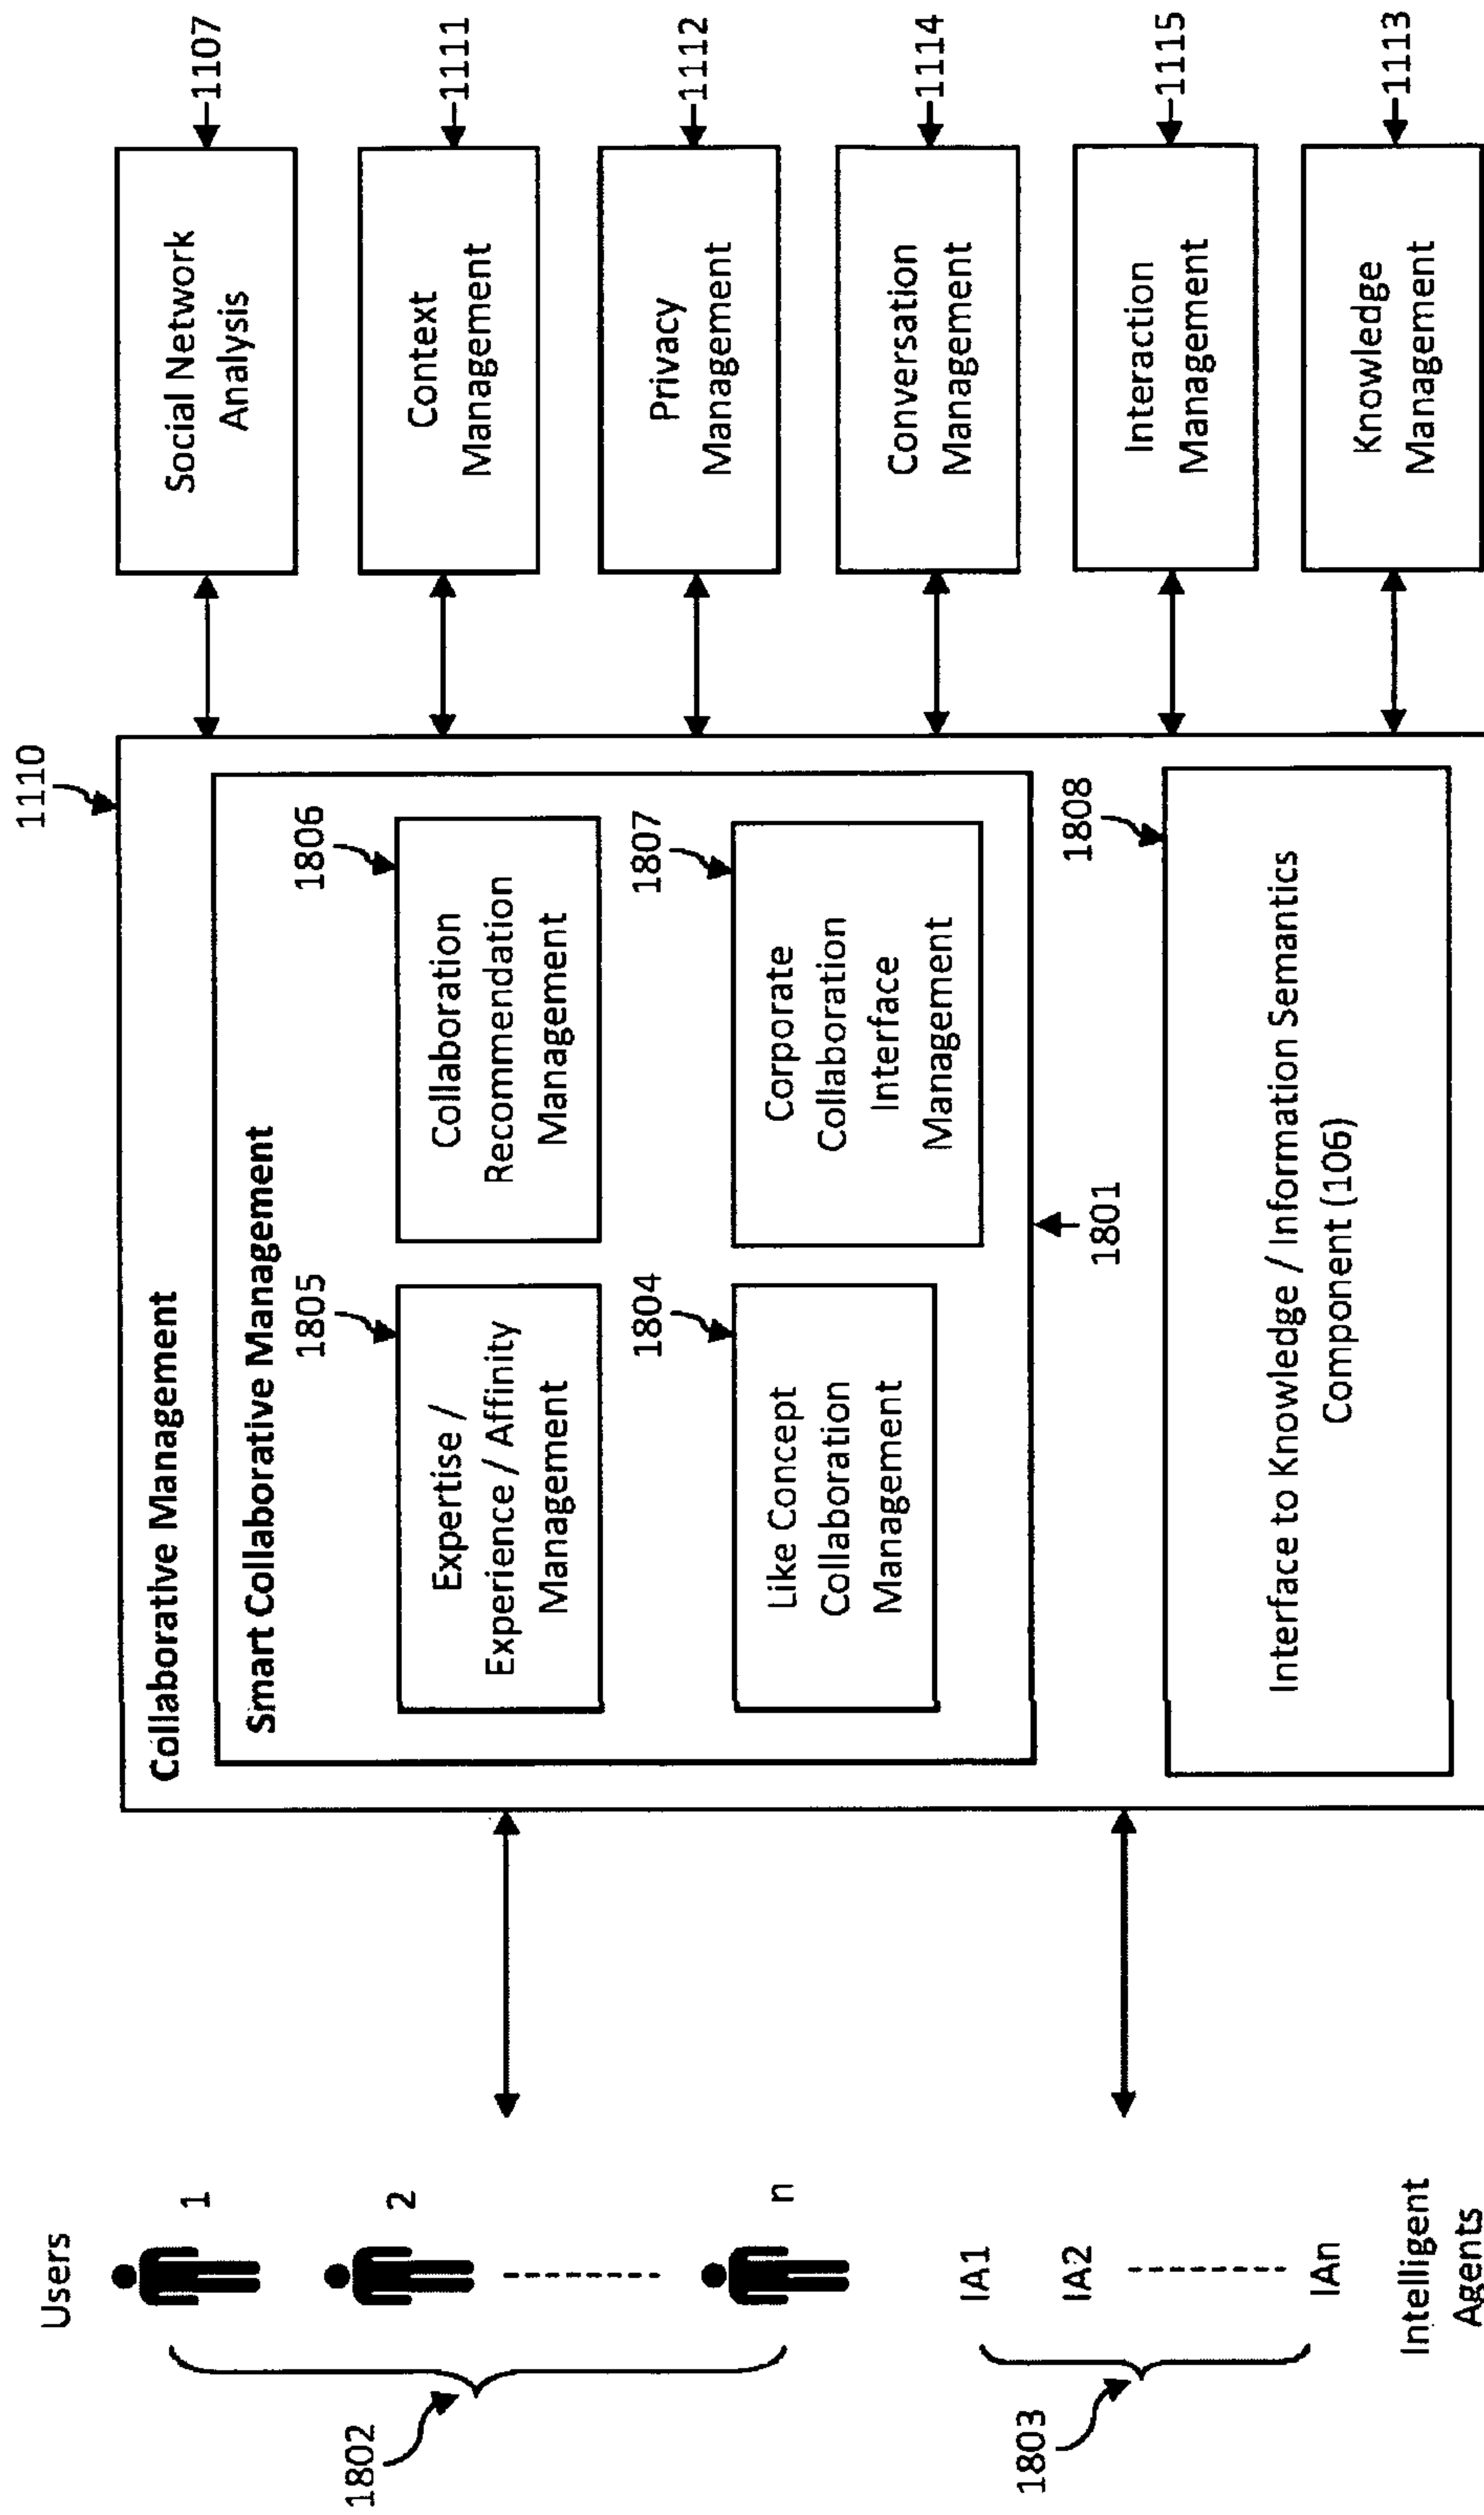 Users
1
2
n
1802
IA1
IA2
IAn
1803
Intelligent
Agents
1110
Collaborative Management
Smart Collaborative Management
1805
Expertise /
Experience / Affinity
Management
1806
Collaboration
Recommendation
Management
1804
Like Concept
Collaboration
Management
1807
Corporate
Collaboration
Interface
Management
1801
1808
Interface to Knowledge / Information Semantics
Component (106)
Social Network
Analysis
1107
Context
Management
1111
Privacy
Management
1112
Conversation
Management
1114
Interaction
Management
1115
Knowledge
Management
1113